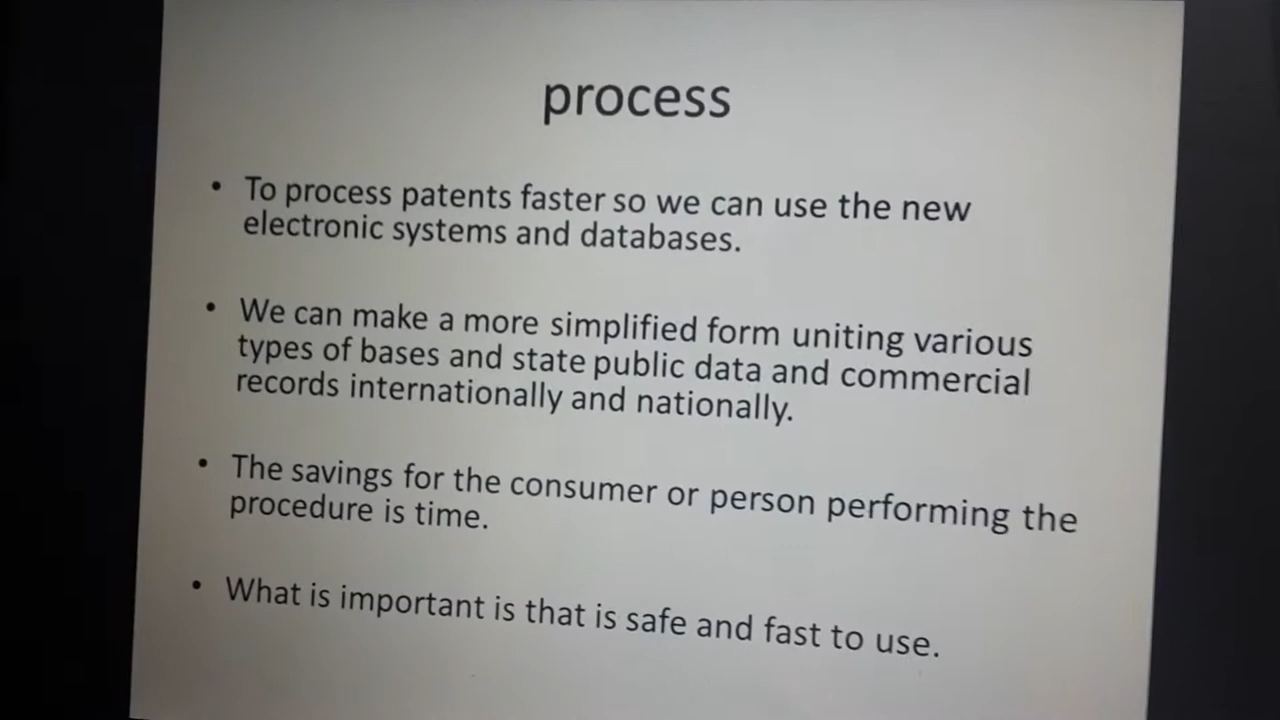 process
• To process patents faster so we can use the new
electronic systems and databases.
• We can make a more simplified form uniting various
types of bases and state public data and commercial
records internationally and nationally.
• The savings for the consumer or person performing the
procedure is time.
• What is important is that is safe and fast to use.